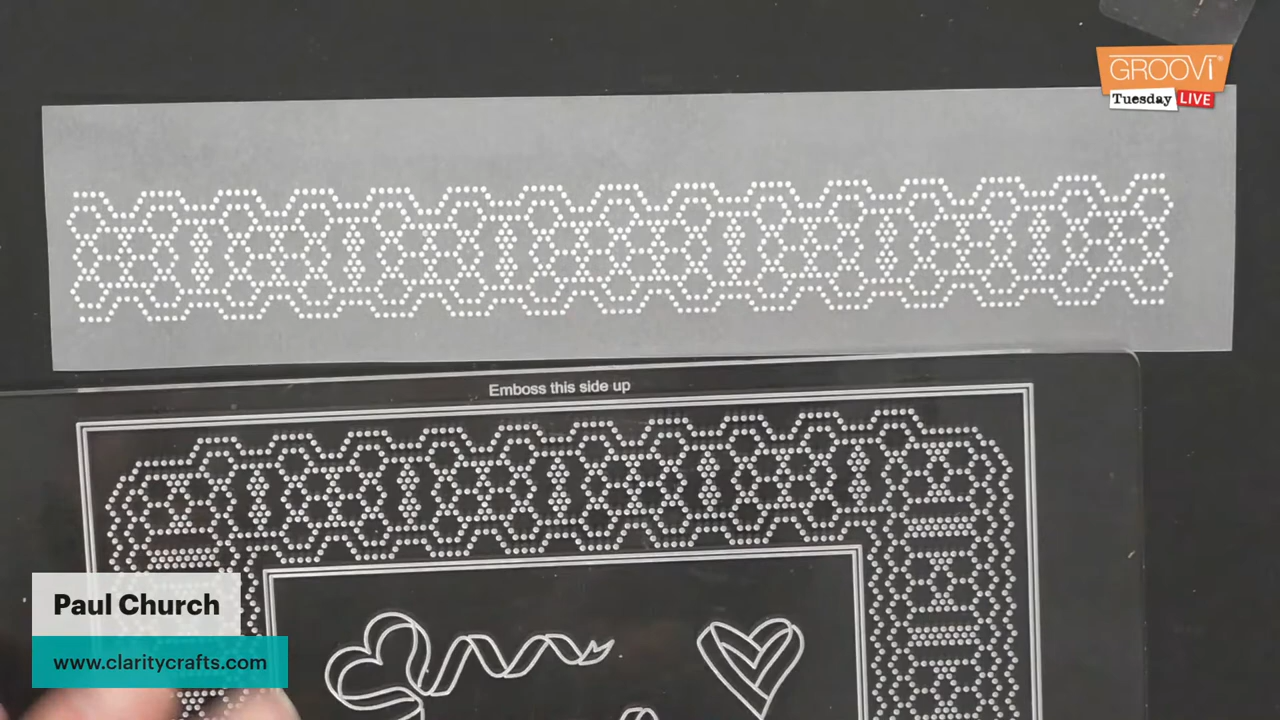 GROOVI®
Tuesday LIVE
Emboss this side up
Paul Church
www.claritycrafts.com